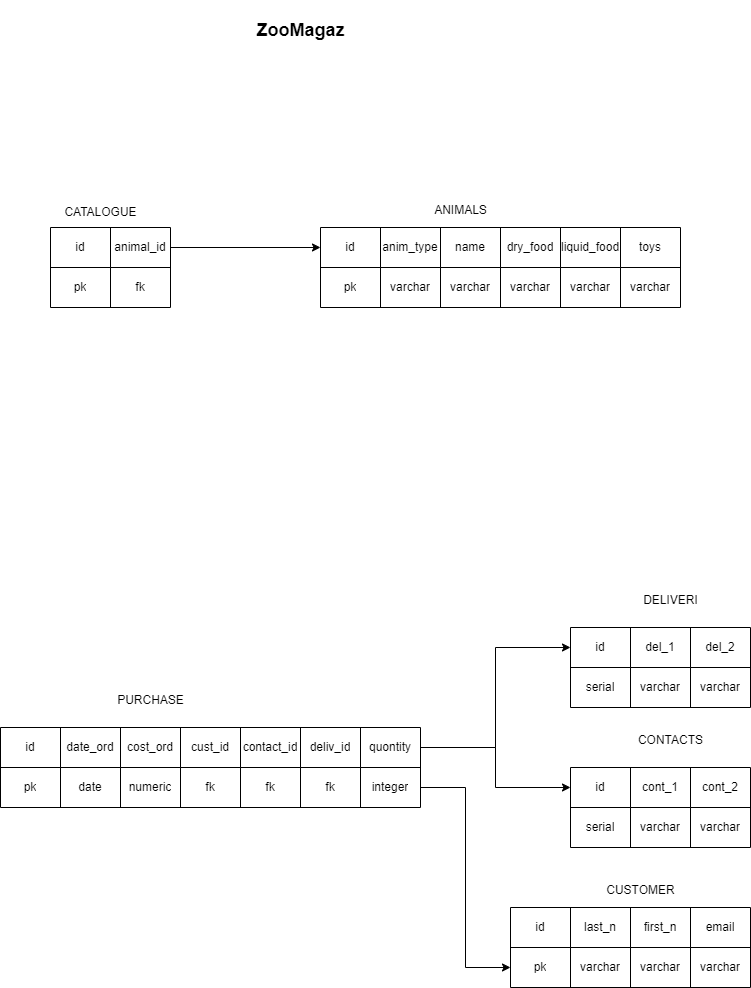 ZooMagaz
CATALOGUE
id animal_id
pk fk
ANIMALS
id anim_type name dry_food liquid_food toys
pk varchar varchar varchar varchar varchar
DELIVERI
id del_1 del_2
serial varchar varchar
PURCHASE
id date_ord cost_ord cust_id contact_id deliv_id quontity
pk date numeric fk fk fk integer
CONTACTS
id cont_1 cont_2
serial varchar varchar
CUSTOMER
id last_n first_n email
pk varchar varchar varchar